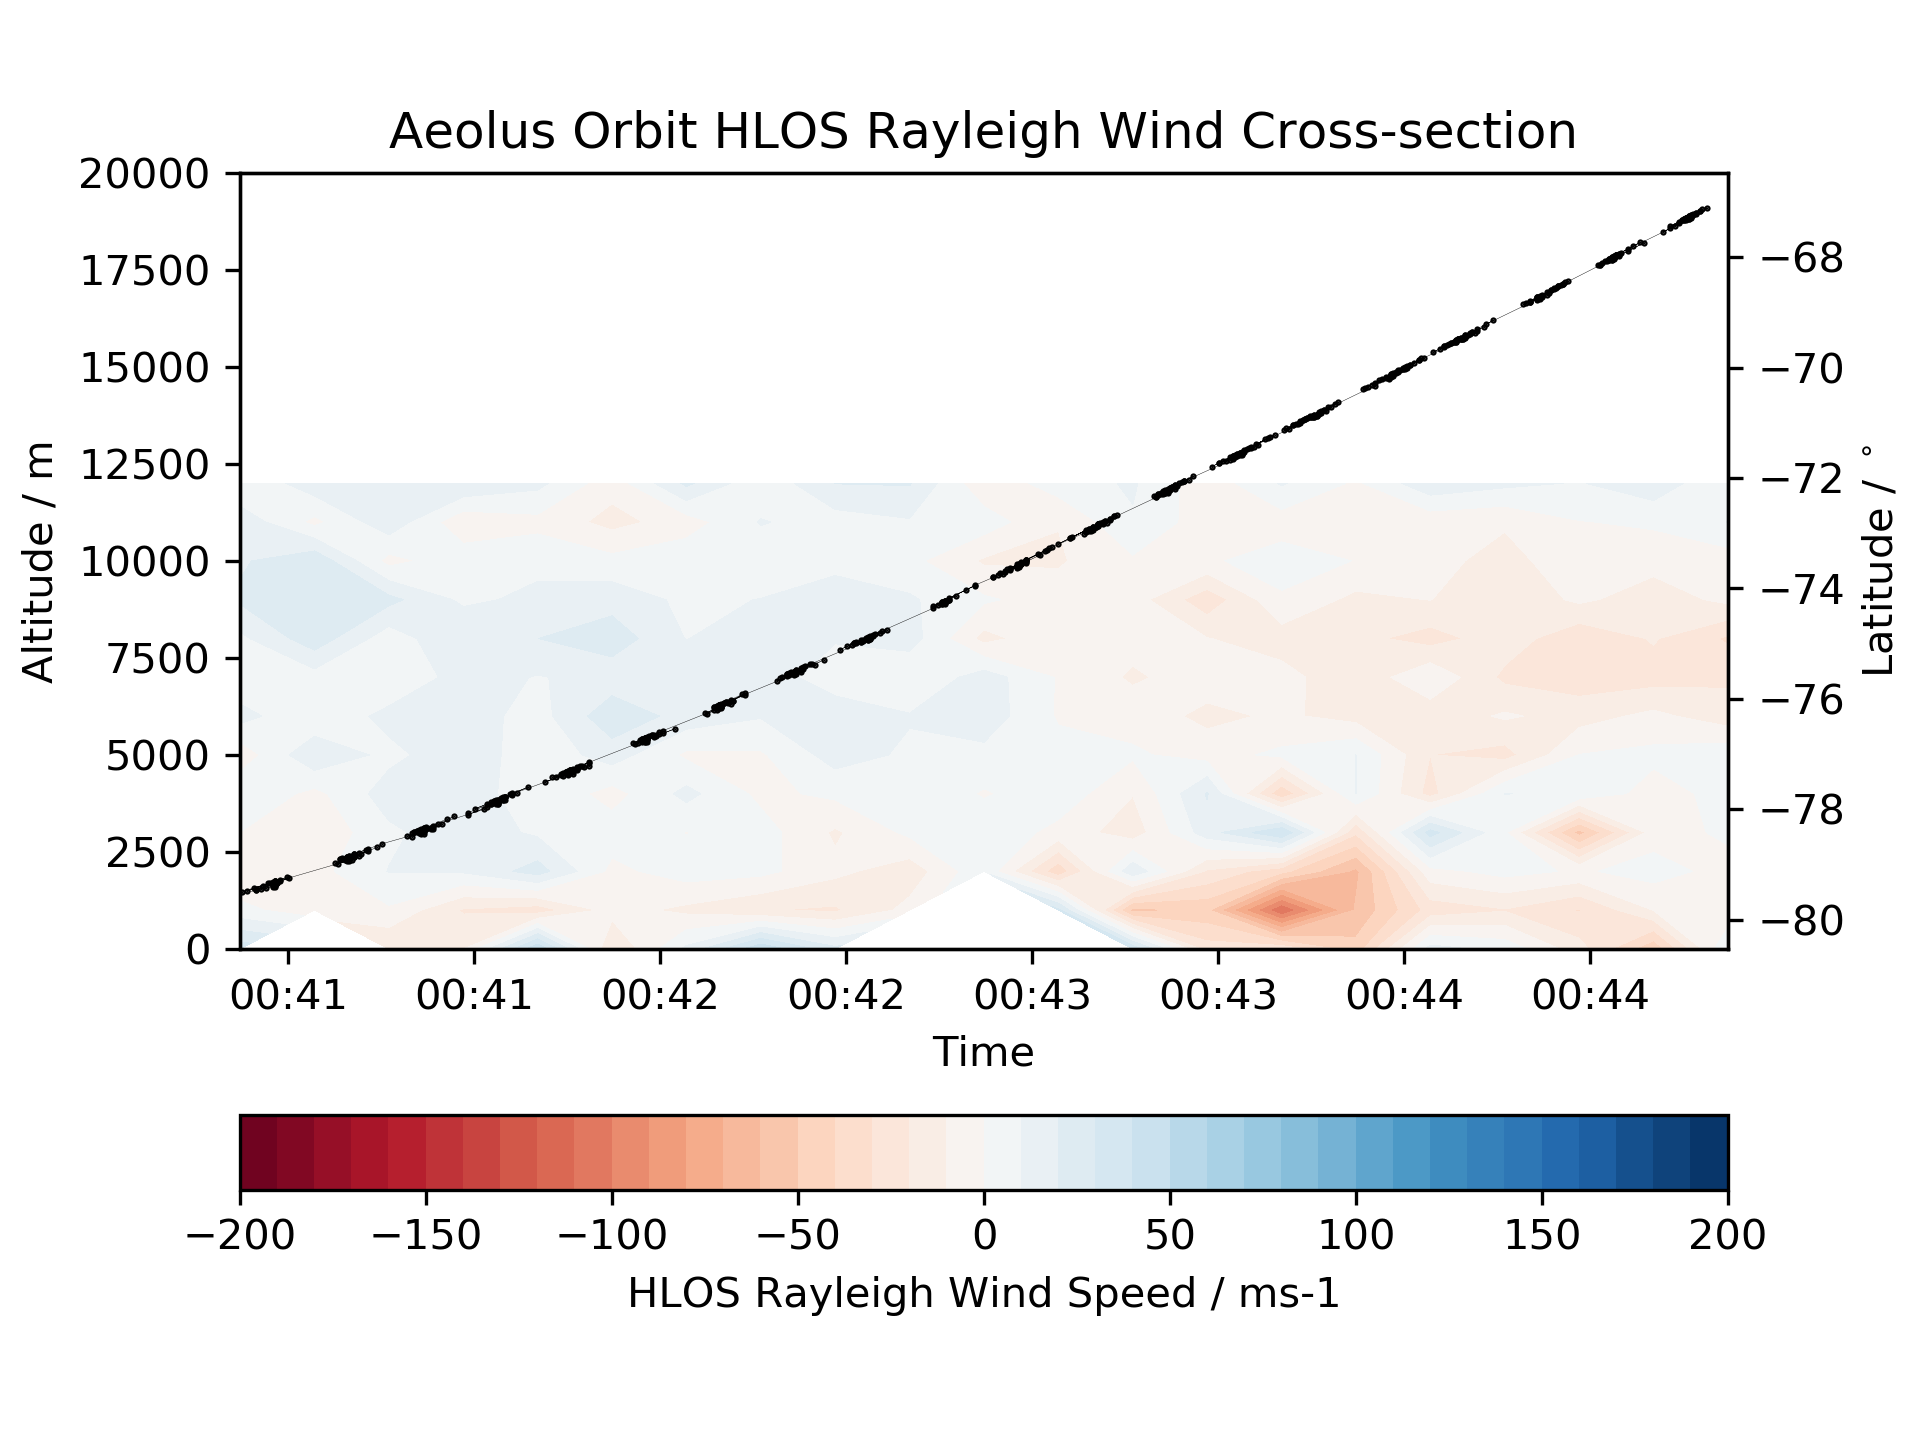 Aeolus Orbit HLOS Rayleigh Wind Cross-section
20000
17500
15000
12500
10000
7500
5000
2500
0
Altitude / m
−68
−70
−72
−74
−76
−78
−80
Latitude / °
00:41 00:41 00:42 00:42 00:43 00:43 00:44 00:44
Time
−200 −150 −100 −50 0 50 100 150 200
HLOS Rayleigh Wind Speed / ms-1